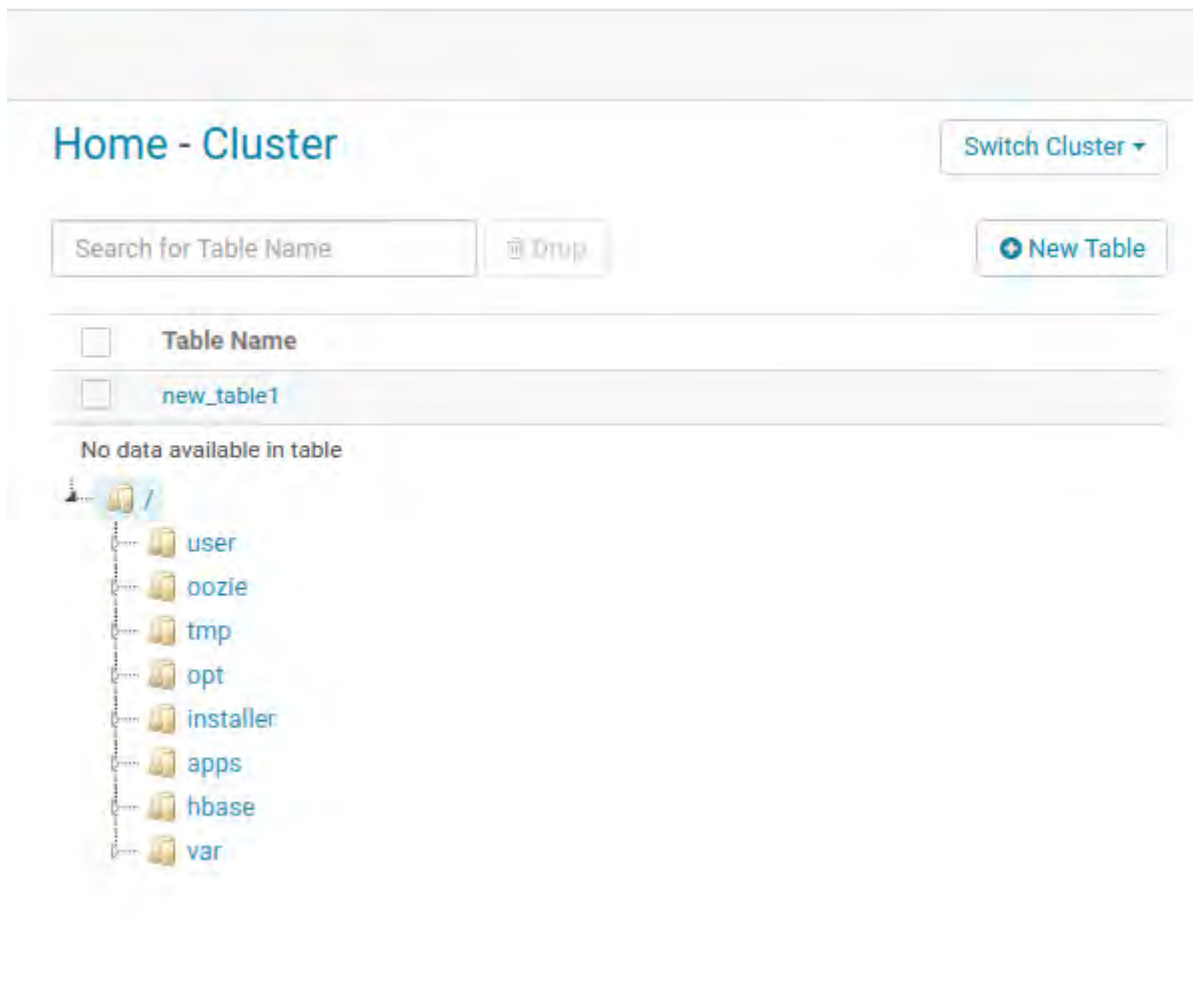 Home - Cluster
Switch Cluster
Search for Table Name
Drop
New Table
Table Name
new_table1
No data available in table
/
user
oozie
tmp
opt
installer
apps
hbase
var